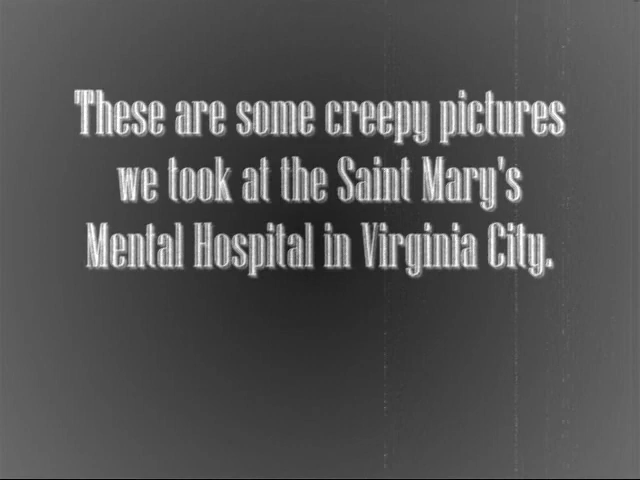 These are some creepy pictures
we took at the Saint Mary's
Mental Hospital in Virginia City.